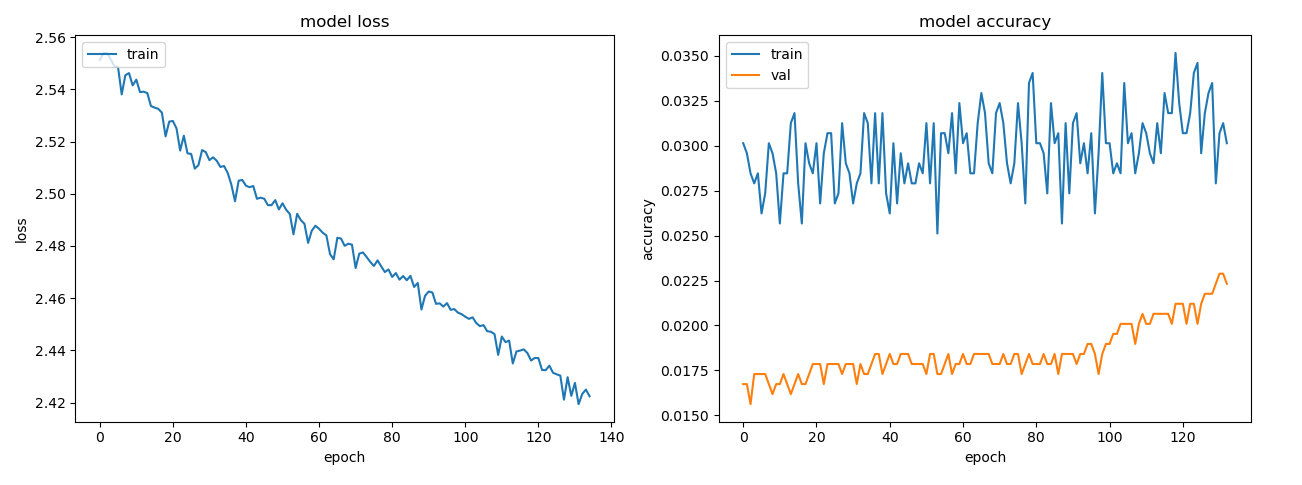 model loss
train
2.56
2.54
2.52
2.50
2.48
2.46
2.44
2.42
loss
0 20 40 60 80 100 120 140
epoch
model accuracy
train
val
0.0350
0.0325
0.0300
0.0275
0.0250
0.0225
0.0200
0.0175
0.0150
accuracy
0 20 40 60 80 100 120
epoch